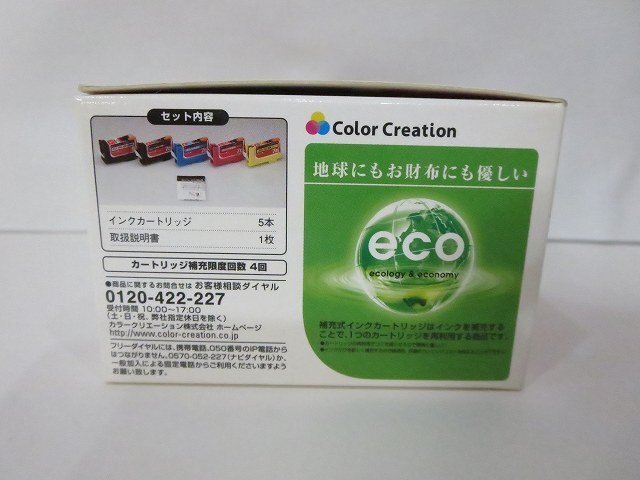 セット内容
インクカートリッジ 5本
取扱説明書 1枚
カートリッジ補充限度回数 4回
●商品に関するお問合せは お客様相談ダイヤル
0120-422-227
受付時間 10:00~17:00
(土・日・祝、弊社指定休日を除く)
カラークリエーション株式会社 ホームページ
http://www.color-creation.co.jp
フリーダイヤルには、携帯電話、050番号のIP電話から
はつながりません。0570-052-227(ナビダイヤル)か、
一般加入による固定電話からご利用くださいますよう
お願い致します。
Color Creation
地球にもお財布にも優しい
eco
ecology & economy
補充式インクカートリッジはインクを補充する
ことで、1つのカートリッジを再利用する商品です。